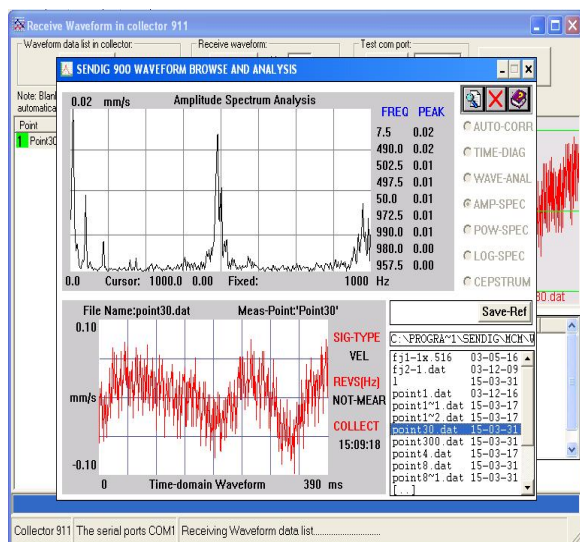 Receive Waveform in collector 911
Waveform data list in collector:
Receive waveform:
Test com port:
Note: Blan
automatica
Point
1 Point30
SENDIG 900 WAVEFORM BROWSE AND ANALYSIS
0.02 mm/s Amplitude Spectrum Analysis
FREQ PEAK
7.5 0.02
490.0 0.02
502.5 0.01
497.5 0.01
50.0 0.01
972.5 0.01
990.0 0.01
980.0 0.00
957.5 0.00
0.0 Cursor: 1000.0 0.00 Fixed: 1000 Hz
AUTO-CORR
TIME-DIAG
WAVE-ANAL
AMP-SPEC
POW-SPEC
LOG-SPEC
CEPSTRUM
30.dat
File Name:point30.dat Meas-Point:'Point30'
0.10
mm/s
-0.10
0 Time-domain Waveform 390 ms
SIG-TYPE
VEL
REVS(Hz)
NOT-MEAR
COLLECT
15:09:18
Save-Ref
C:\PROGRA~1\SENDIG\MCM\W
fj1-1x.516 03-05-16
fj2-1.dat 03-12-09
l 15-03-31
point1.dat 03-12-16
point1~1.dat 15-03-17
point1~2.dat 15-03-17
point30.dat 15-03-31
point300.dat 15-03-31
point4.dat 15-03-17
point8.dat 15-03-31
point8~1.dat 15-03-31
[..]
Collector 911 The serial ports COM1 Receiving Waveform data list..............................